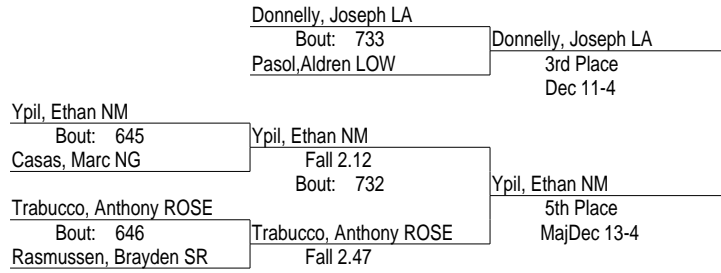 Donnelly, Joseph LA
Bout: 733
Donnelly, Joseph LA
Pasol,Aldren LOW
3rd Place
Dec 11-4
Ypil, Ethan NM
Bout: 645
Ypil, Ethan NM
Casas, Marc NG
Fall 2.12
Bout: 732
Ypil, Ethan NM
Trabucco, Anthony ROSE
5th Place
Bout: 646
Trabucco, Anthony ROSE
MajDec 13-4
Rasmussen, Brayden SR
Fall 2.47